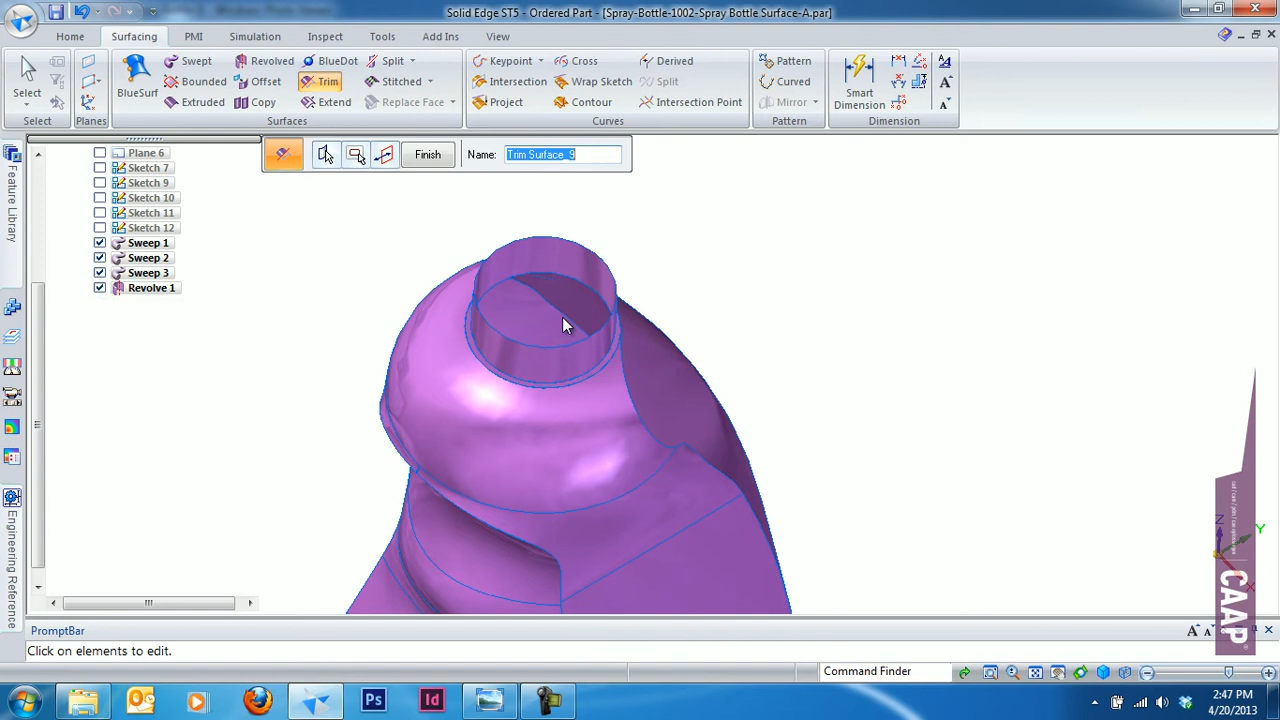 Solid Edge ST5 - Ordered Part - [Spray-Bottle-1002-Spray Bottle Surface-A.par]
Home Surfacing PMI Simulation Inspect Tools Add Ins View
Select
Select
Planes
BlueSurf
Swept
Bounded
Extruded
Revolved
Offset
Copy
BlueDot
Trim
Extend
Split
Stitched
Replace Face
Surfaces
Keypoint
Intersection
Project
Cross
Wrap Sketch
Contour
Derived
Split
Intersection Point
Curves
Pattern
Curved
Mirror
Pattern
Smart
Dimension
Dimension
Finish
Name: Trim Surface_9
Feature Library
Engineering Reference
Plane 6
Sketch 7
Sketch 9
Sketch 10
Sketch 11
Sketch 12
Sweep 1
Sweep 2
Sweep 3
Revolve 1
Z
Y
X
CAAP
PromptBar
Click on elements to edit.
Command Finder
Ps
Id
2:47 PM
4/20/2013